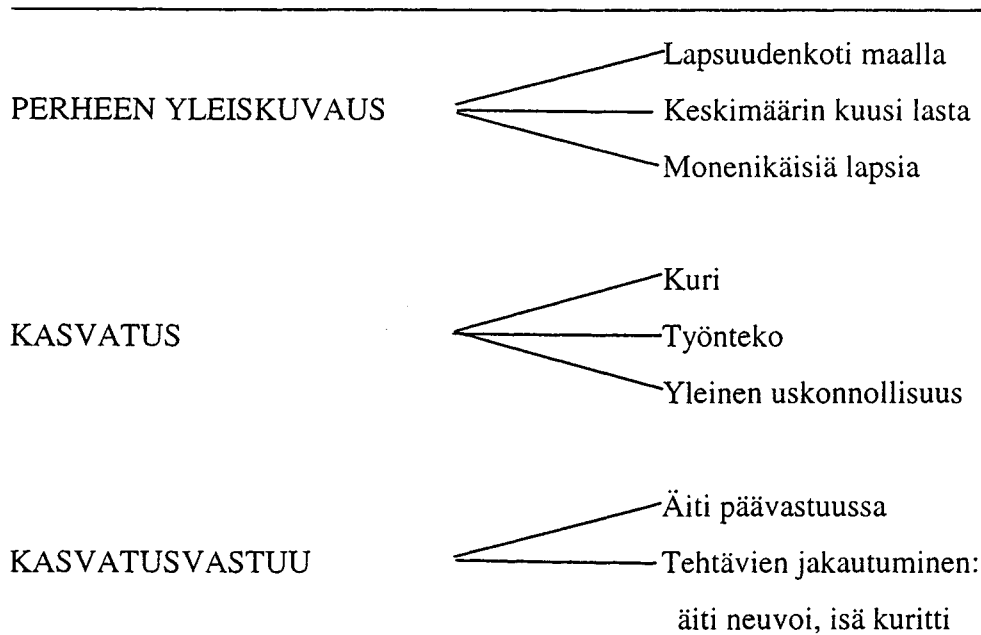 Lapsuudenkoti maalla
PERHEEN YLEISKUVAUS
Keskimäärin kuusi lasta
Monenikäisiä lapsia
Kuri
KASVATUS
Työnteko
Yleinen uskonnollisuus
Äiti päävastuussa
KASVATUSVASTUU
Tehtävien jakautuminen:
äiti neuvoi, isä kuritti